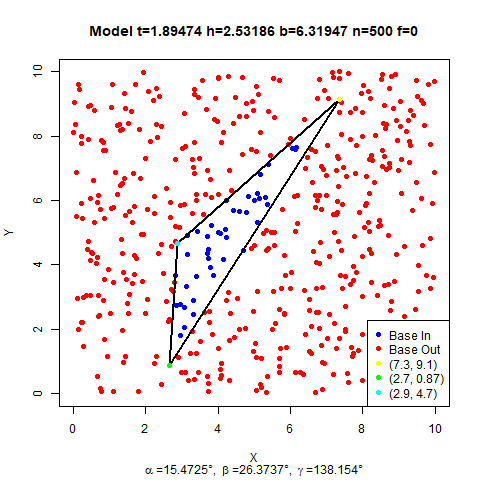 Model t=1.89474 h=2.53186 b=6.31947 n=500 f=0
10
8
6
4
2
0
Y
Base In
Base Out
(7.3, 9.1)
(2.7, 0.87)
(2.9, 4.7)
0 2 4 6 8 10
X
α=15.4725°, β=26.3737°, γ=138.154°